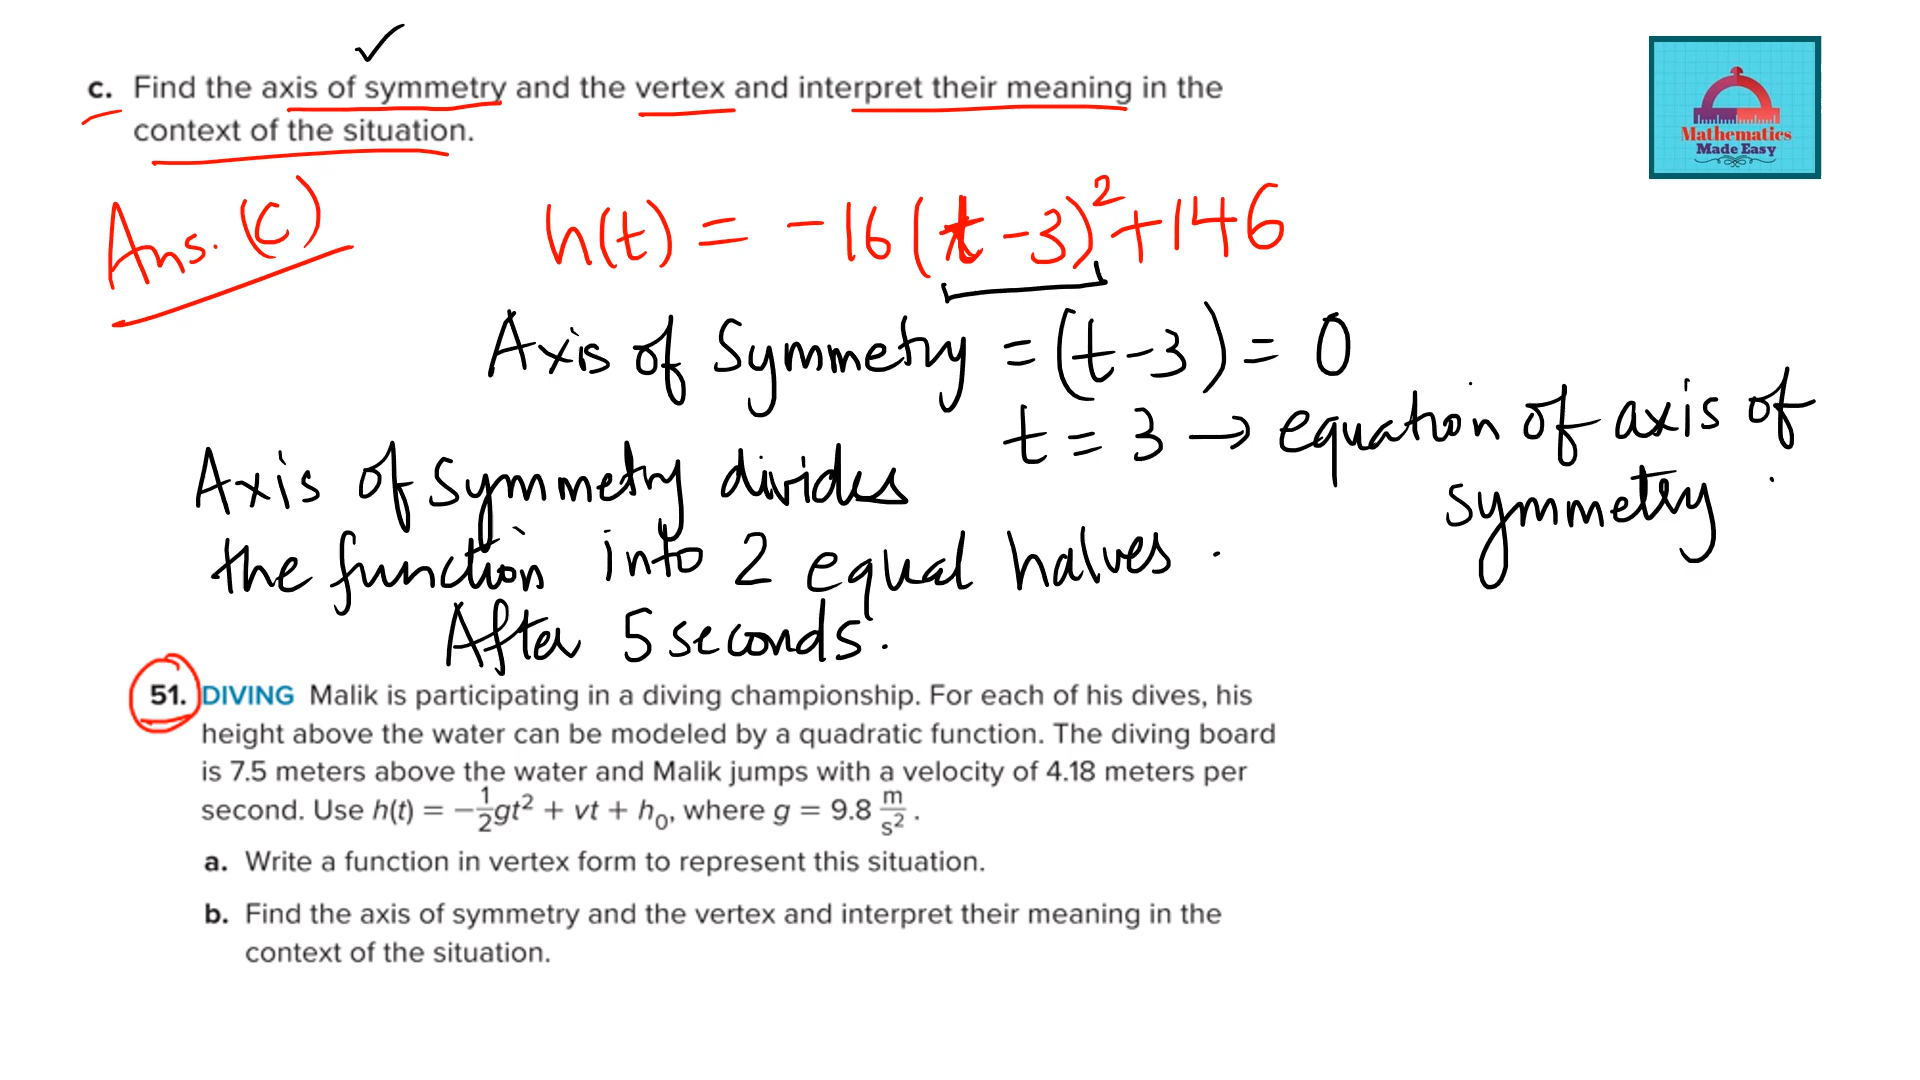 c. Find the axis of symmetry and the vertex and interpret their meaning in the
context of the situation.
Mathematics
Made Easy
Ans. (c)
h(t) = -16(t-3)²+146
Axis of Symmetry = (t-3) = 0
t = 3 → equation of axis of
symmetry.
Axis of symmetry divides
the function into 2 equal halves.
After 5 seconds.
51. DIVING Malik is participating in a diving championship. For each of his dives, his
height above the water can be modeled by a quadratic function. The diving board
is 7.5 meters above the water and Malik jumps with a velocity of 4.18 meters per
second. Use h(t) = −1/2gt² + vt + h₀, where g = 9.8 m/s².
a. Write a function in vertex form to represent this situation.
b. Find the axis of symmetry and the vertex and interpret their meaning in the
context of the situation.